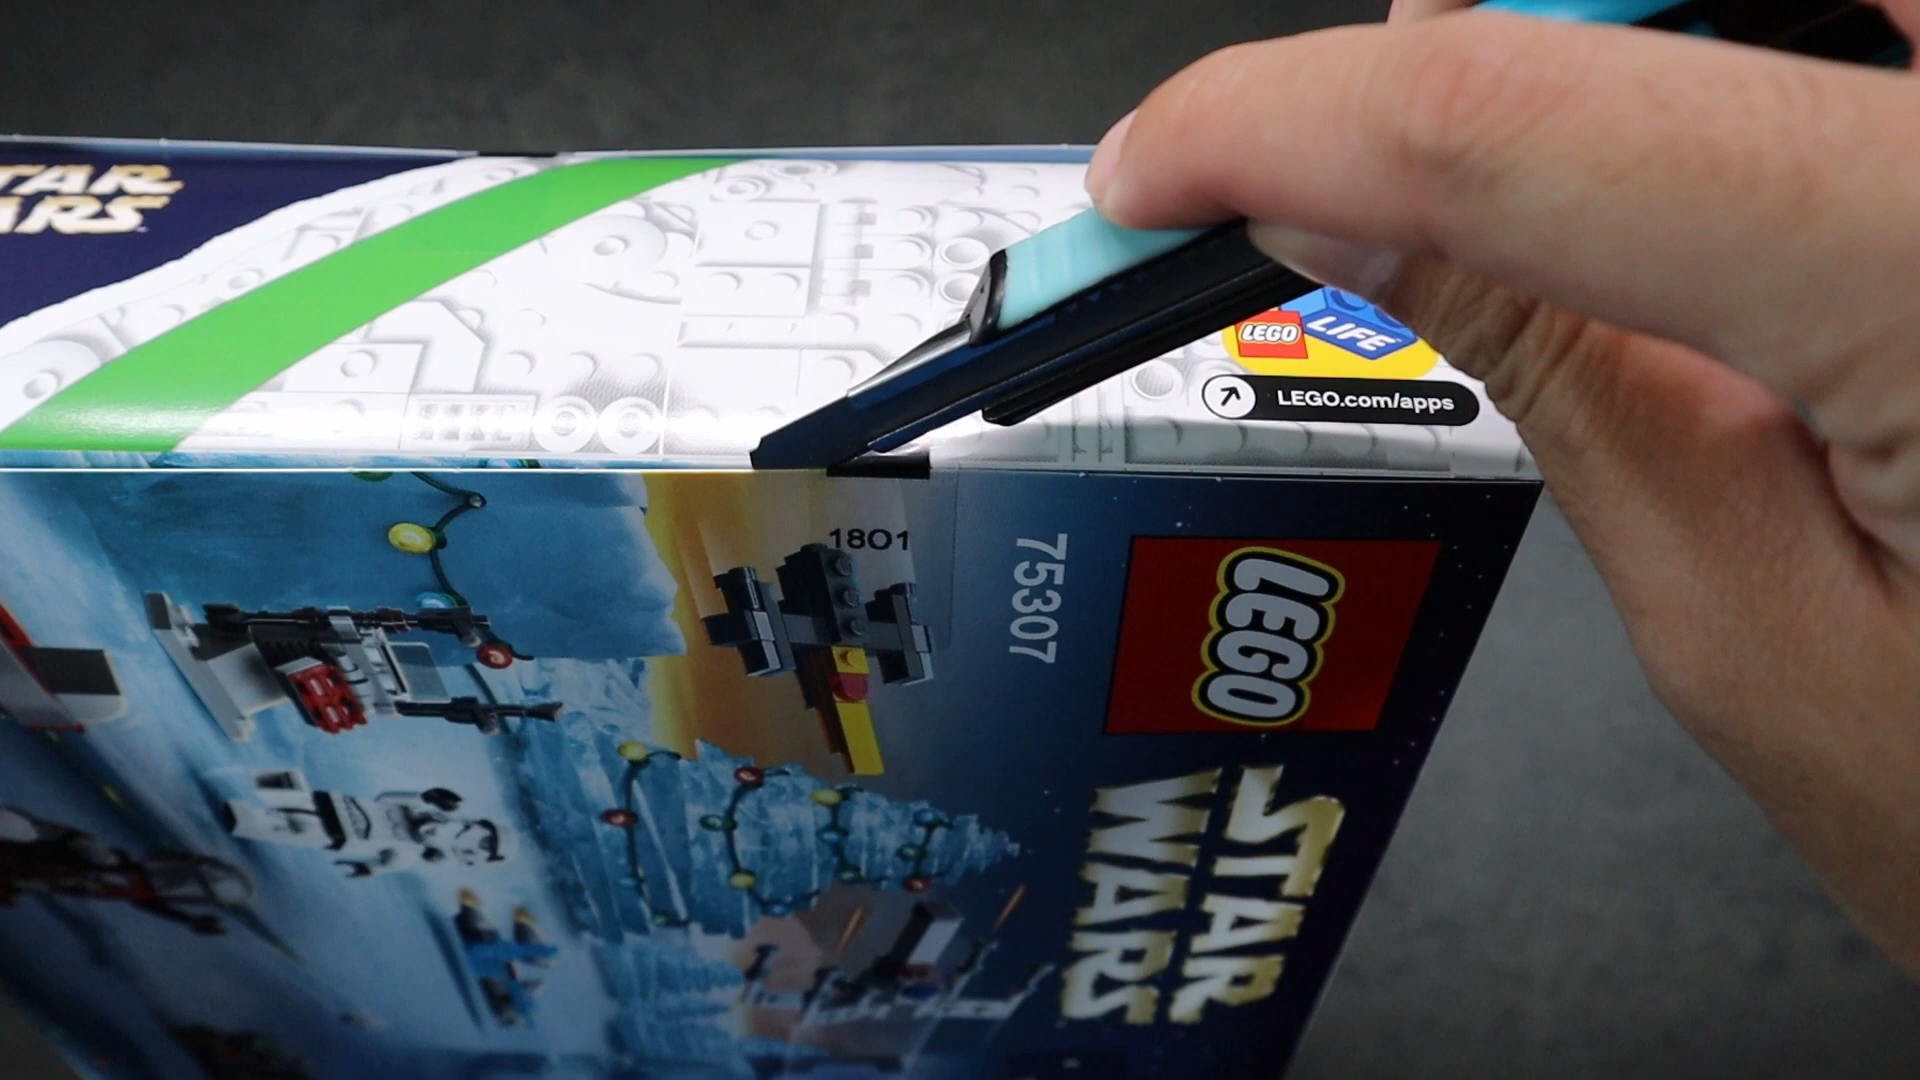 STAR
WARS
LEGO
LIFE
LEGO.com/apps
1801
75307
LEGO
STAR
WARS